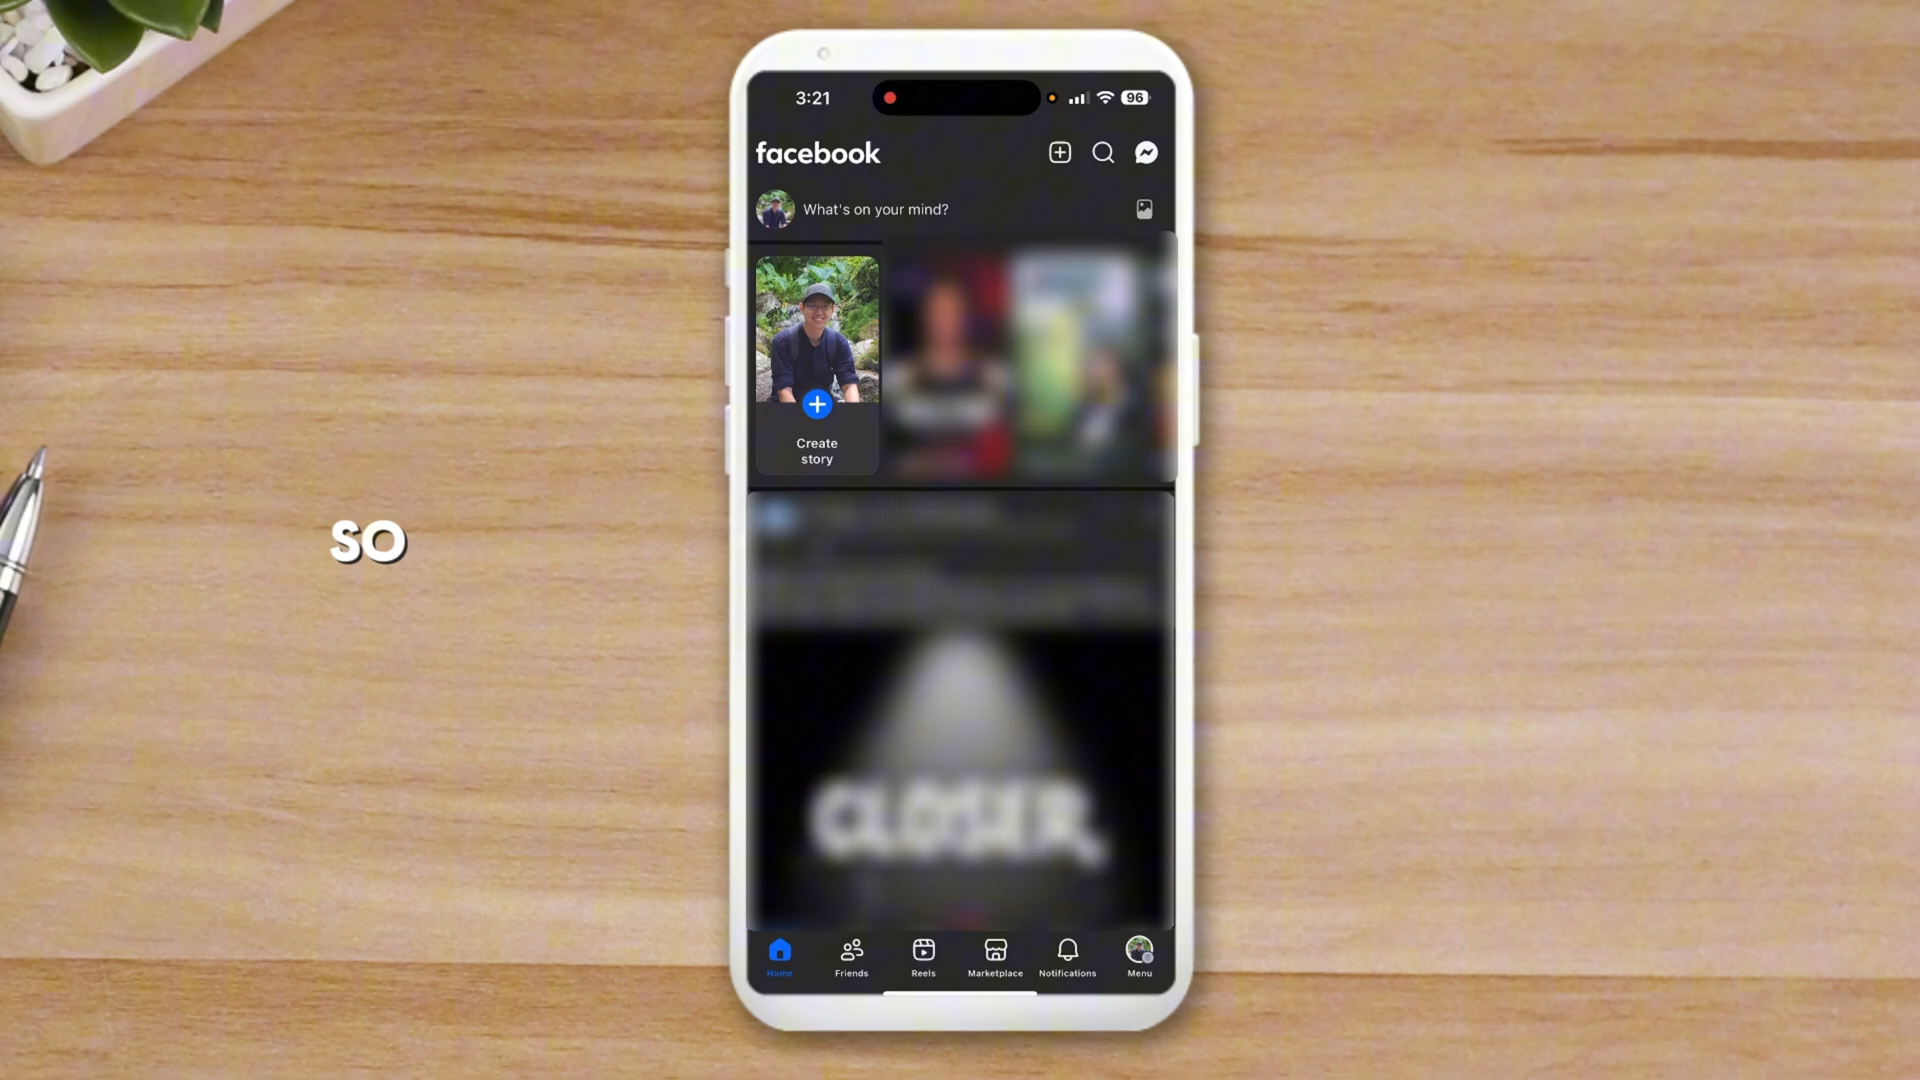 3:21
96
facebook
What's on your mind?
Create
story
SO
CLOSER,
Home
Friends
Reels
Marketplace
Notifications
Menu